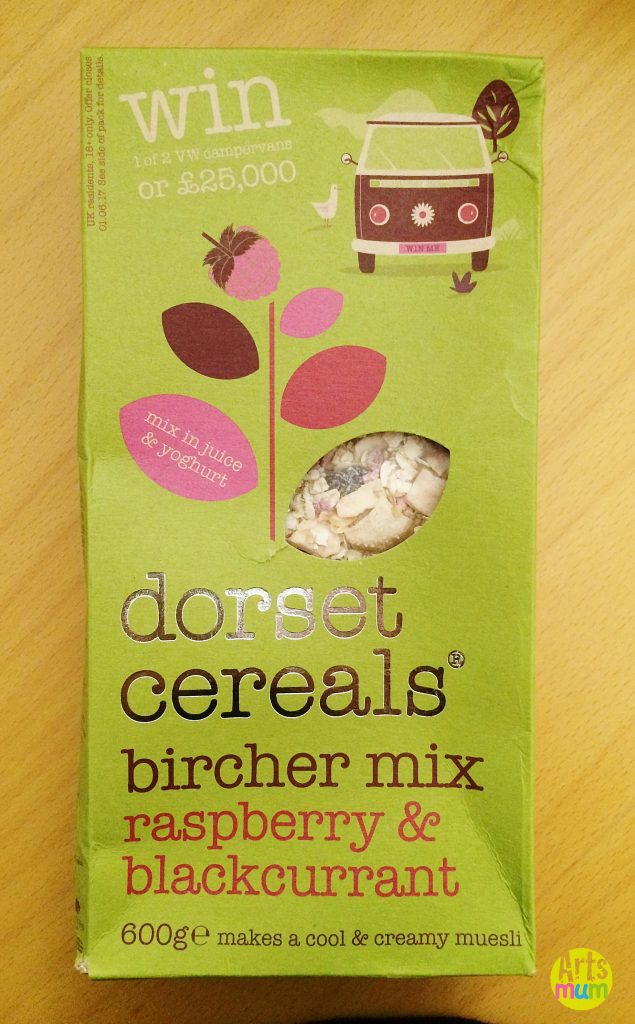 UK residents, 18+ only. Offer closes
01.06.17. See side of pack for details.
win
1 of 2 VW campervans
or £25,000
WIN ME
mix in juice
& yoghurt
dorset
cereals®
bircher mix
raspberry &
blackcurrant
600g℮ makes a cool & creamy muesli
Arts
mum